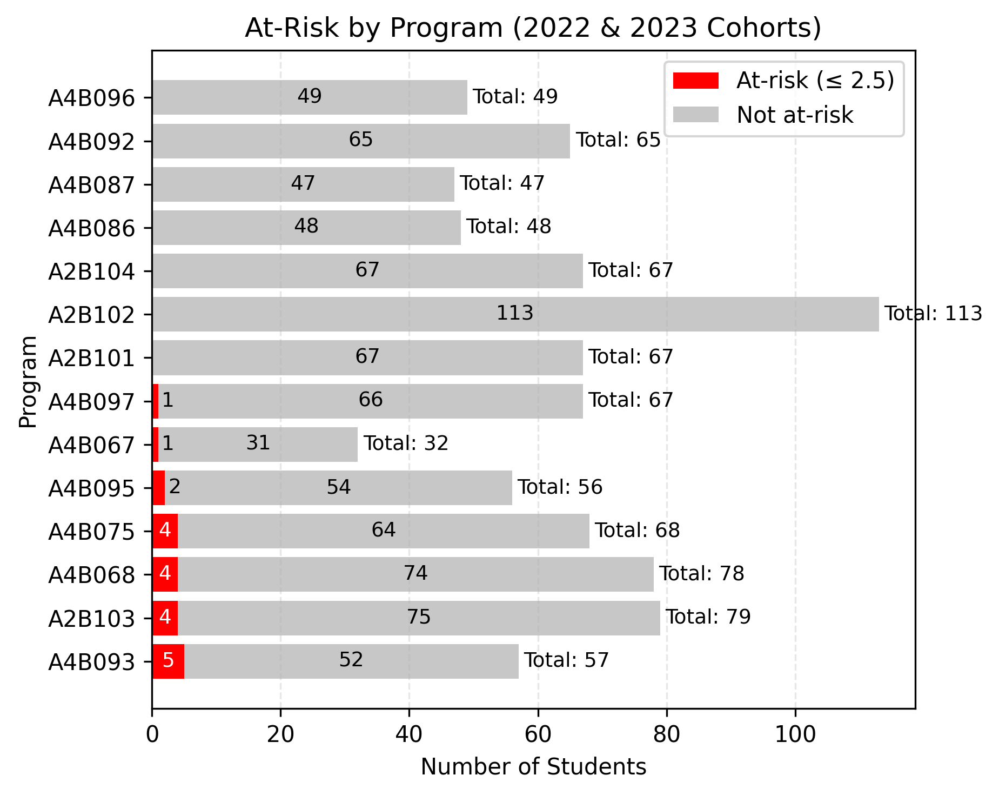 At-Risk by Program (2022 & 2023 Cohorts)
At-risk (≤ 2.5)
Not at-risk
A4B096 49 Total: 49
A4B092 65 Total: 65
A4B087 47 Total: 47
A4B086 48 Total: 48
A2B104 67 Total: 67
A2B102 113 Total: 113
A2B101 67 Total: 67
A4B097 1 66 Total: 67
A4B067 1 31 Total: 32
A4B095 2 54 Total: 56
A4B075 4 64 Total: 68
A4B068 4 74 Total: 78
A2B103 4 75 Total: 79
A4B093 5 52 Total: 57
Program
0 20 40 60 80 100
Number of Students